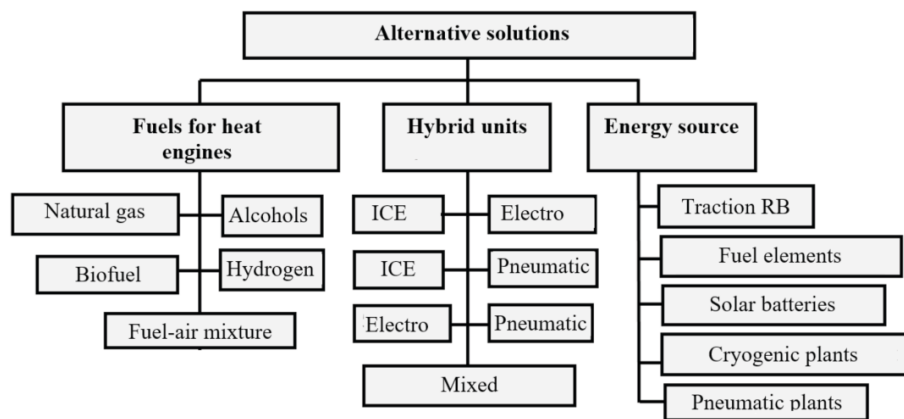 Alternative solutions
Fuels for heat
engines
Hybrid units
Energy source
Natural gas
Alcohols
Biofuel
Hydrogen
Fuel-air mixture
ICE
Electro
ICE
Pneumatic
Electro
Pneumatic
Mixed
Traction RB
Fuel elements
Solar batteries
Cryogenic plants
Pneumatic plants